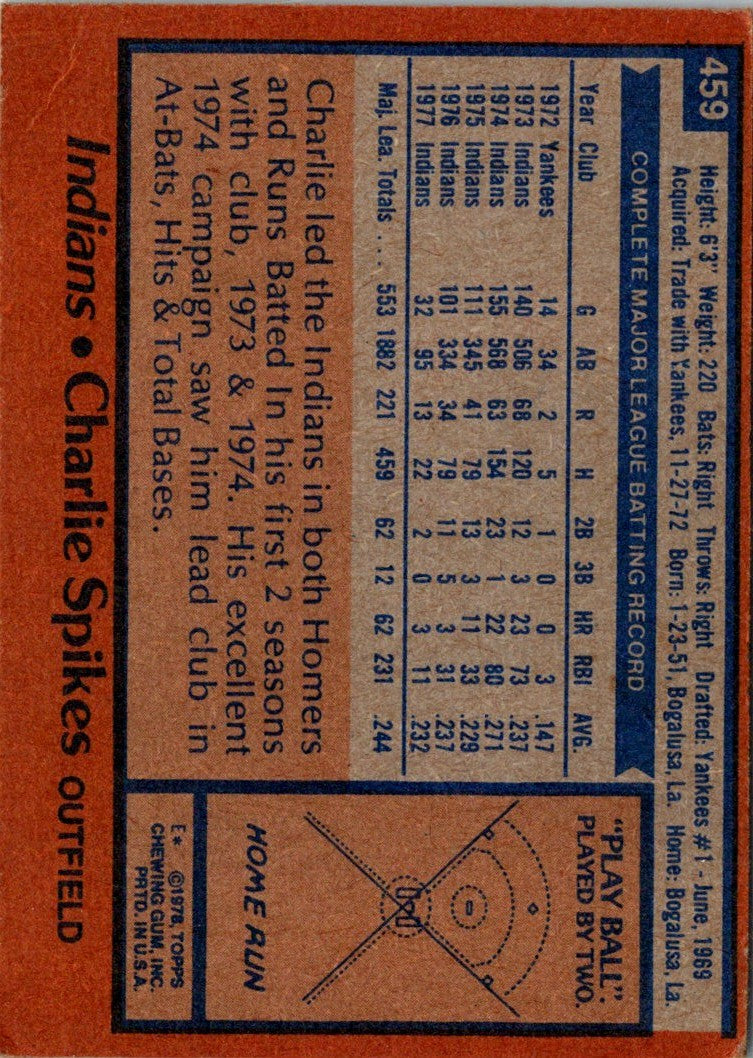 459
Height: 6'3" Weight: 220 Bats: Right Throws: Right Drafted: Yankees #1 - June, 1969
Acquired: Trade with Yankees, 11-27-72 Born: 1-23-51, Bogalusa, La. Home: Bogalusa, La.
COMPLETE MAJOR LEAGUE BATTING RECORD
Year Club G AB R H 2B 3B HR RBI AVG.
1972 Yankees 14 34 2 5 1 0 0 3 .147
1973 Indians 140 506 68 120 12 3 23 73 .237
1974 Indians 155 568 63 154 23 1 22 80 .271
1975 Indians 111 345 41 79 13 3 11 33 .229
1976 Indians 101 334 34 79 11 5 3 31 .237
1977 Indians 32 95 13 22 2 0 3 11 .232
Maj. Lea. Totals .... 553 1882 221 459 62 12 62 231 .244
Charlie led the Indians in both Homers
and Runs Batted In his first 2 seasons
with club, 1973 & 1974. His excellent
1974 campaign saw him lead club in
At-Bats, Hits & Total Bases.
"PLAY BALL":
PLAYED BY TWO.
HOME RUN
E* ©1978, TOPPS
CHEWING GUM, INC.
PRTD. IN U.S.A.
Indians • Charlie Spikes OUTFIELD